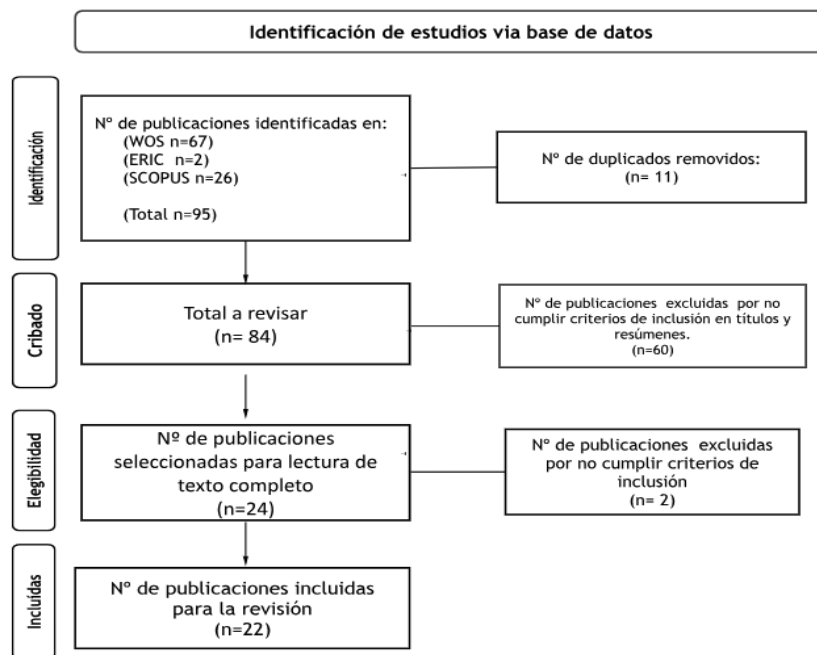 Identificación de estudios via base de datos
Identificación
Nº de publicaciones identificadas en:
(WOS n=67)
(ERIC n=2)
(SCOPUS n=26)
(Total n=95)
Nº de duplicados removidos:
(n= 11)
Cribado
Total a revisar
(n= 84)
Nº de publicaciones excluidas por no
cumplir criterios de inclusión en títulos y
resúmenes.
(n=60)
Elegibilidad
Nº de publicaciones
seleccionadas para lectura de
texto completo
(n=24)
Nº de publicaciones excluidas
por no cumplir criterios de
inclusión
(n= 2)
Incluídas
Nº de publicaciones incluidas
para la revisión
(n=22)